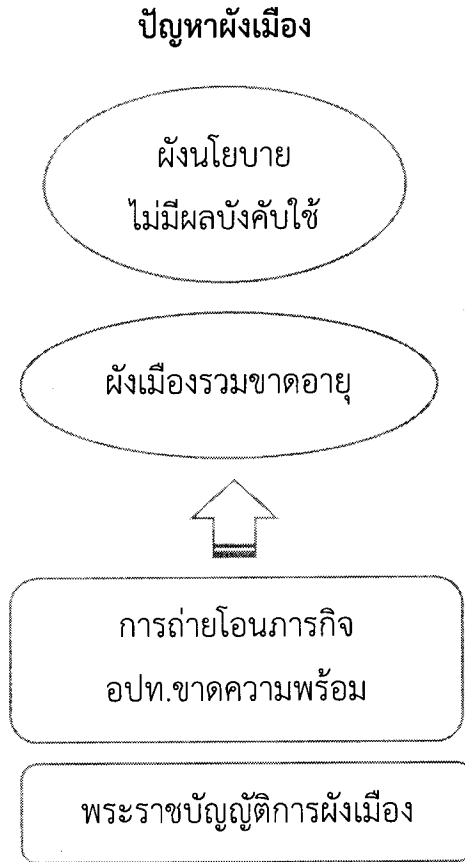 ปัญหาผังเมือง
ผังนโยบาย
ไม่มีผลบังคับใช้
ผังเมืองรวมขาดอายุ
การถ่ายโอนภารกิจ
อปท.ขาดความพร้อม
พระราชบัญญัติการผังเมือง